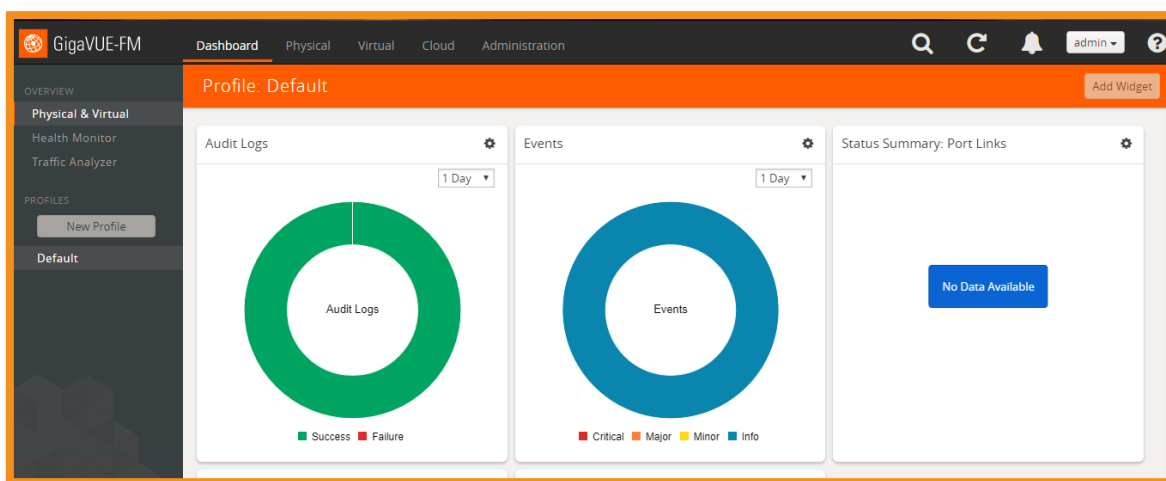 GigaVUE-FM
Dashboard Physical Virtual Cloud Administration
admin
?
OVERVIEW
Physical & Virtual
Health Monitor
Traffic Analyzer
PROFILES
New Profile
Default
Profile: Default
Add Widget
Audit Logs
1 Day
Audit Logs
Success Failure
Events
1 Day
Events
Critical Major Minor Info
Status Summary: Port Links
No Data Available